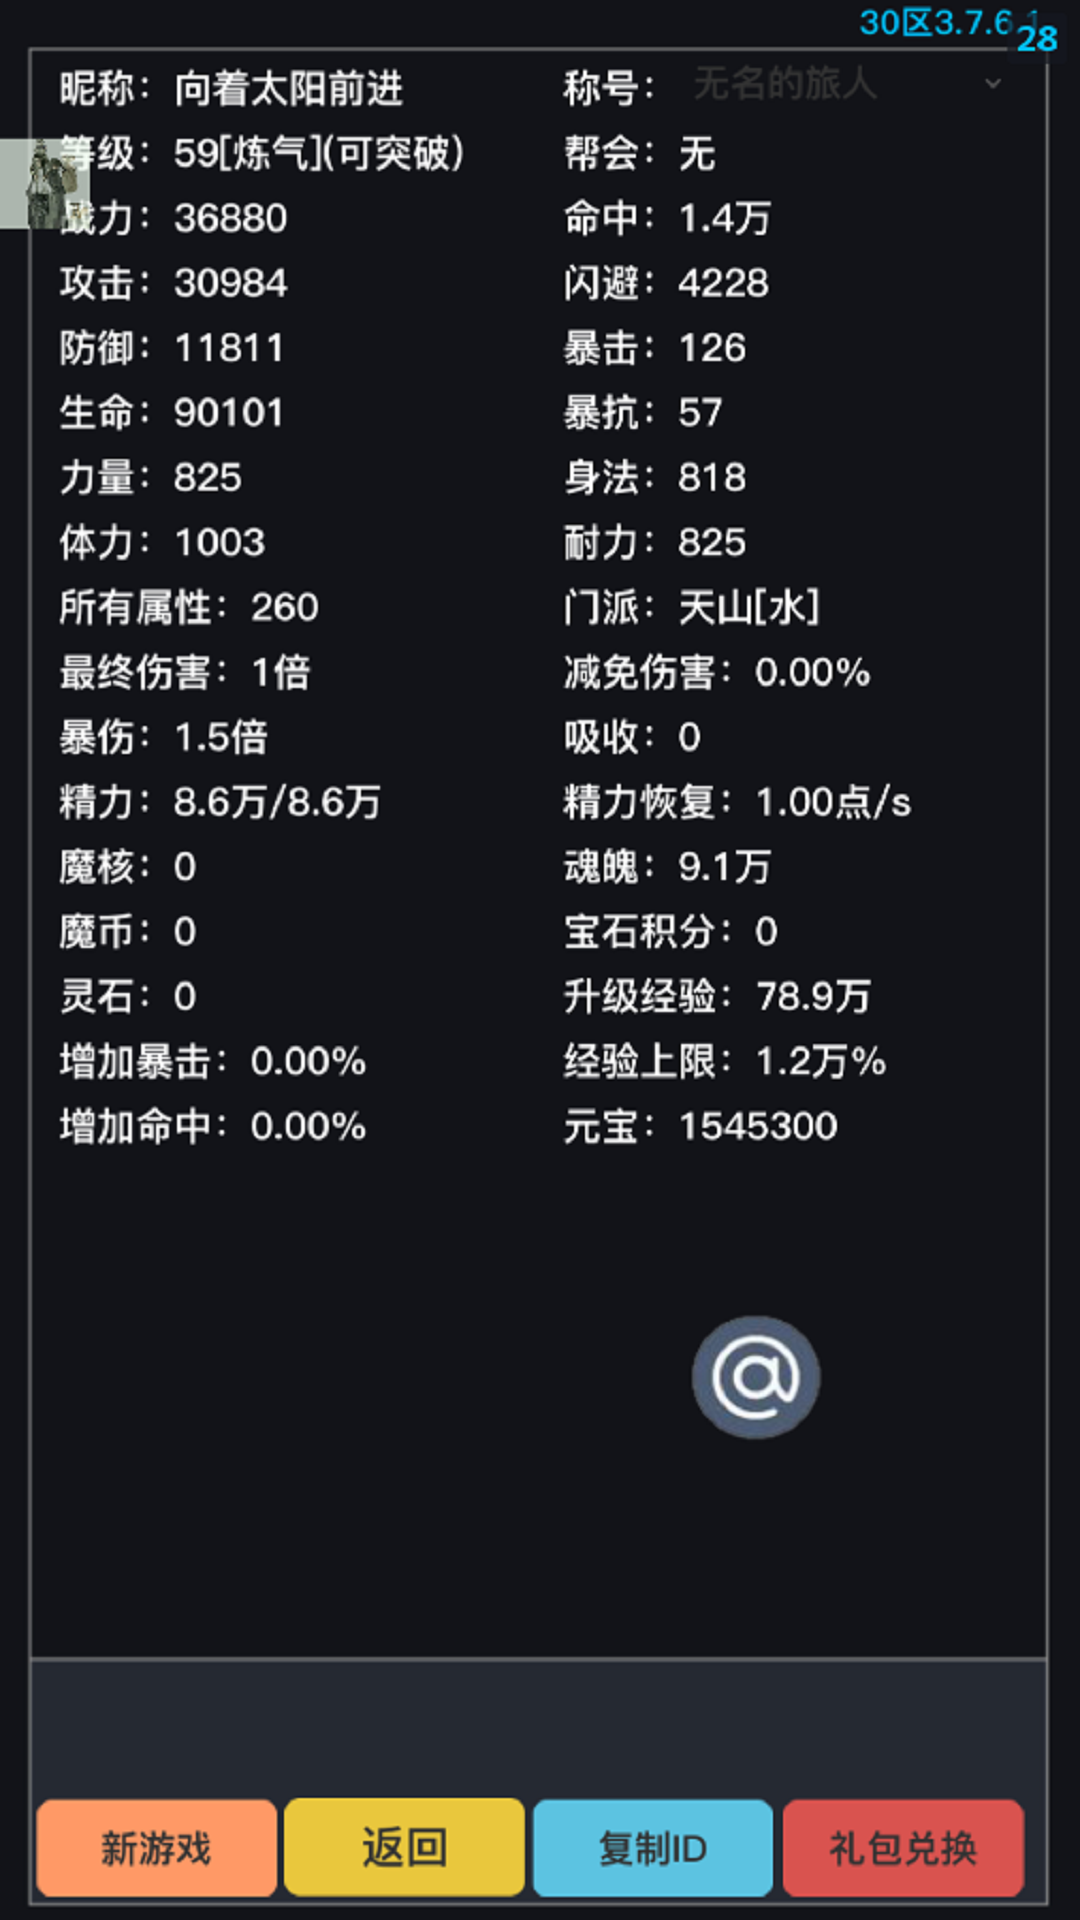 30区3.7.6.1
28
昵称：向着太阳前进 称号：无名的旅人
等级：59[炼气](可突破) 帮会：无
战力：36880 命中：1.4万
攻击：30984 闪避：4228
防御：11811 暴击：126
生命：90101 暴抗：57
力量：825 身法：818
体力：1003 耐力：825
所有属性：260 门派：天山[水]
最终伤害：1倍 减免伤害：0.00%
暴伤：1.5倍 吸收：0
精力：8.6万/8.6万 精力恢复：1.00点/s
魔核：0 魂魄：9.1万
魔币：0 宝石积分：0
灵石：0 升级经验：78.9万
增加暴击：0.00% 经验上限：1.2万%
增加命中：0.00% 元宝：1545300
@
新游戏 返回 复制ID 礼包兑换